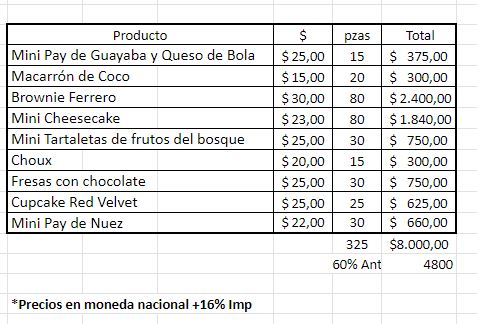 Producto $ pzas Total
Mini Pay de Guayaba y Queso de Bola $ 25,00 15 $ 375,00
Macarrón de Coco $ 15,00 20 $ 300,00
Brownie Ferrero $ 30,00 80 $ 2.400,00
Mini Cheesecake $ 23,00 80 $ 1.840,00
Mini Tartaletas de frutos del bosque $ 25,00 30 $ 750,00
Choux $ 20,00 15 $ 300,00
Fresas con chocolate $ 25,00 30 $ 750,00
Cupcake Red Velvet $ 25,00 25 $ 625,00
Mini Pay de Nuez $ 22,00 30 $ 660,00
325 $8.000,00
60% Ant 4800
*Precios en moneda nacional +16% Imp